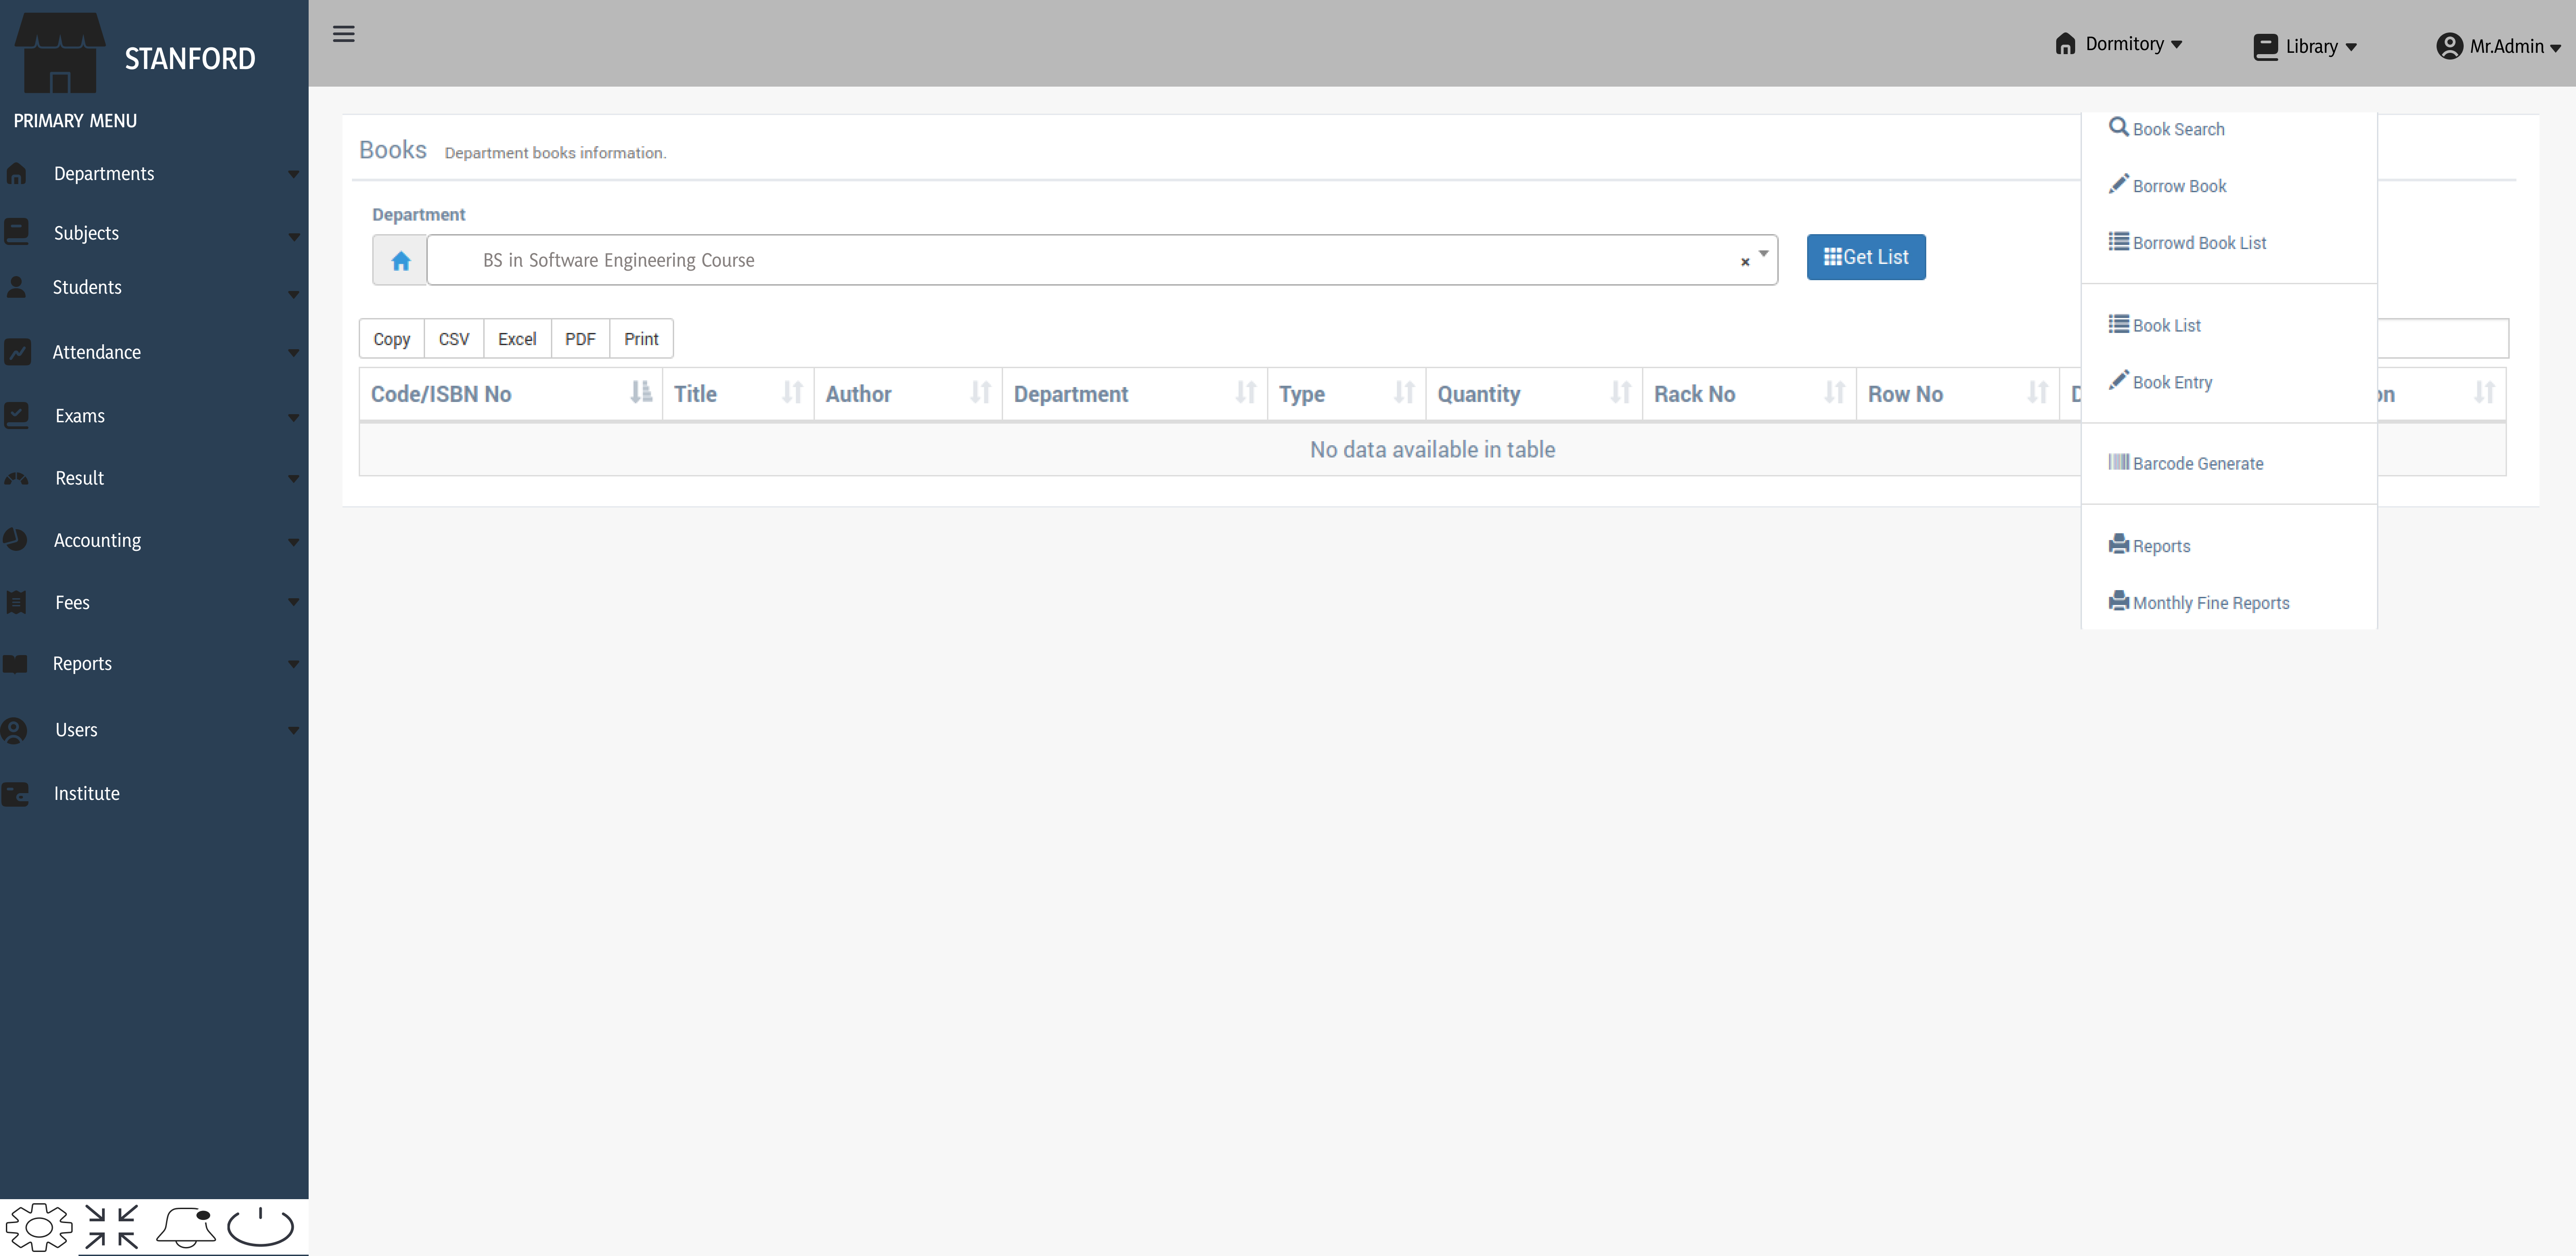 STANFORD
PRIMARY MENU
Departments
Subjects
Students
Attendance
Exams
Result
Accounting
Fees
Reports
Users
Institute
Dormitory
Library
Mr.Admin
Books Department books information.
Department
BS in Software Engineering Course
× Get List
Copy CSV Excel PDF Print
Code/ISBN No Title Author Department Type Quantity Rack No Row No
No data available in table
Book Search
Borrow Book
Borrowd Book List
Book List
Book Entry
Barcode Generate
Reports
Monthly Fine Reports